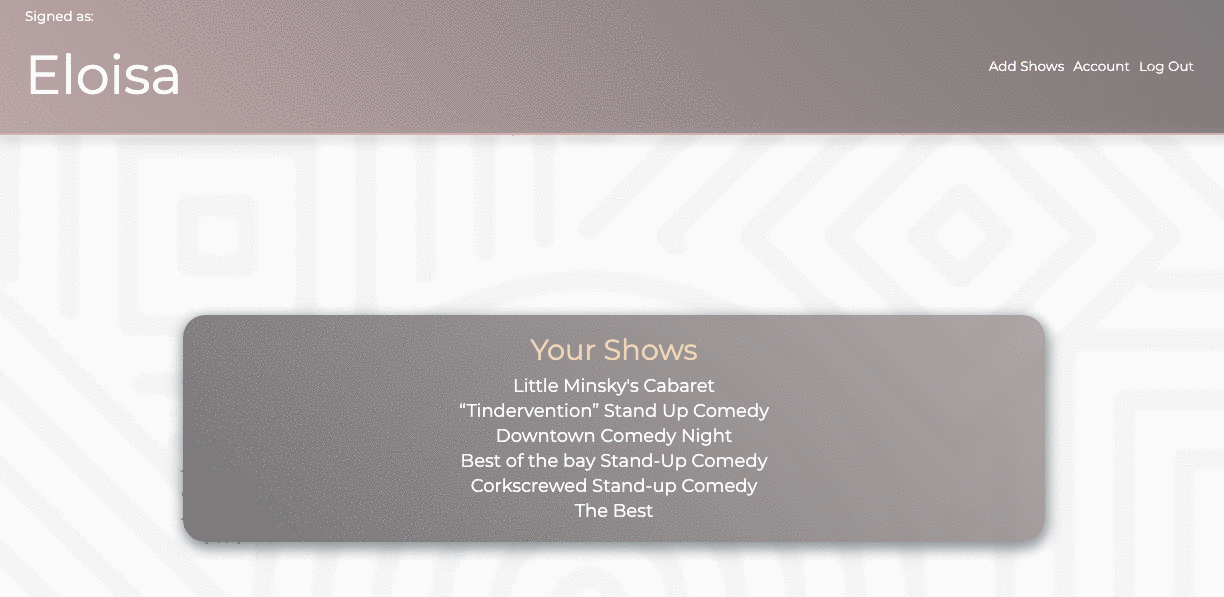 Signed as:
Eloisa
Add Shows Account Log Out
Your Shows
Little Minsky's Cabaret
“Tindervention” Stand Up Comedy
Downtown Comedy Night
Best of the bay Stand-Up Comedy
Corkscrewed Stand-up Comedy
The Best